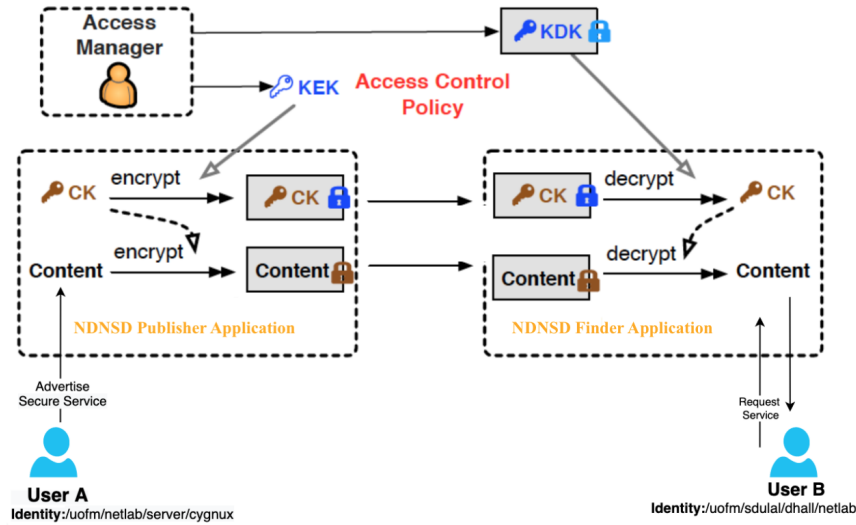 Access
Manager
KDK
KEK
Access Control
Policy
CK
encrypt
CK
CK
decrypt
CK
Content
encrypt
Content
Content
decrypt
Content
NDNSD Publisher Application
NDNSD Finder Application
Advertise
Secure Service
Request
Service
User A
Identity:/uofm/netlab/server/cygnux
User B
Identity:/uofm/sdulal/dhall/netlab